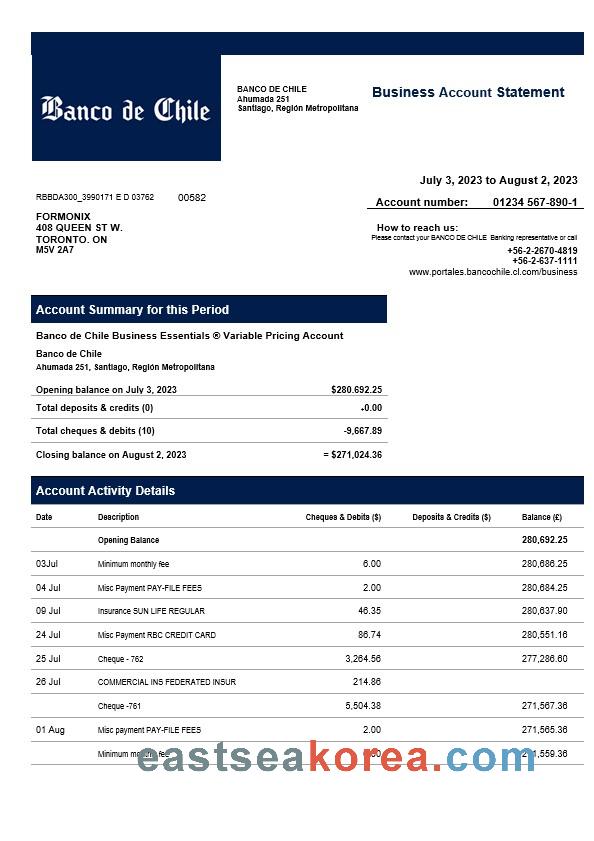 Banco de Chile
BANCO DE CHILE
Ahumada 251
Santiago, Región Metropolitana
Business Account Statement
July 3, 2023 to August 2, 2023
RBBDA300_3990171 E D 03762 00582
Account number: 01234 567-890-1
FORMONIX
408 QUEEN ST W.
TORONTO. ON
M5V 2A7
How to reach us:
Please contact your BANCO DE CHILE Banking representative or call
+56-2-2670-4819
+56-2-637-1111
www.portales.bancochile.cl.com/business
Account Summary for this Period
Banco de Chile Business Essentials ® Variable Pricing Account
Banco de Chile
Ahumada 251, Santiago, Región Metropolitana
Opening balance on July 3, 2023 $280.692.25
Total deposits & credits (0) +0.00
Total cheques & debits (10) -9,667.89
Closing balance on August 2, 2023 = $271,024.36
Account Activity Details
Date Description Cheques & Debits ($) Deposits & Credits ($) Balance (£)
Opening Balance 280,692.25
03Jul Minimum monthly fee 6.00 280,686.25
04 Jul Misc Payment PAY-FILE FEES 2.00 280,684.25
09 Jul Insurance SUN LIFE REGULAR 46.35 280,637.90
24 Jul Misc Payment RBC CREDIT CARD 86.74 280,551.16
25 Jul Cheque - 762 3,264.56 277,286.60
26 Jul COMMERCIAL INS FEDERATED INSUR 214.86
Cheque -761 5,504.38 271,567.36
01 Aug Misc payment PAY-FILE FEES 2.00 271,565.36
Minimum fee
eastseakorea.com